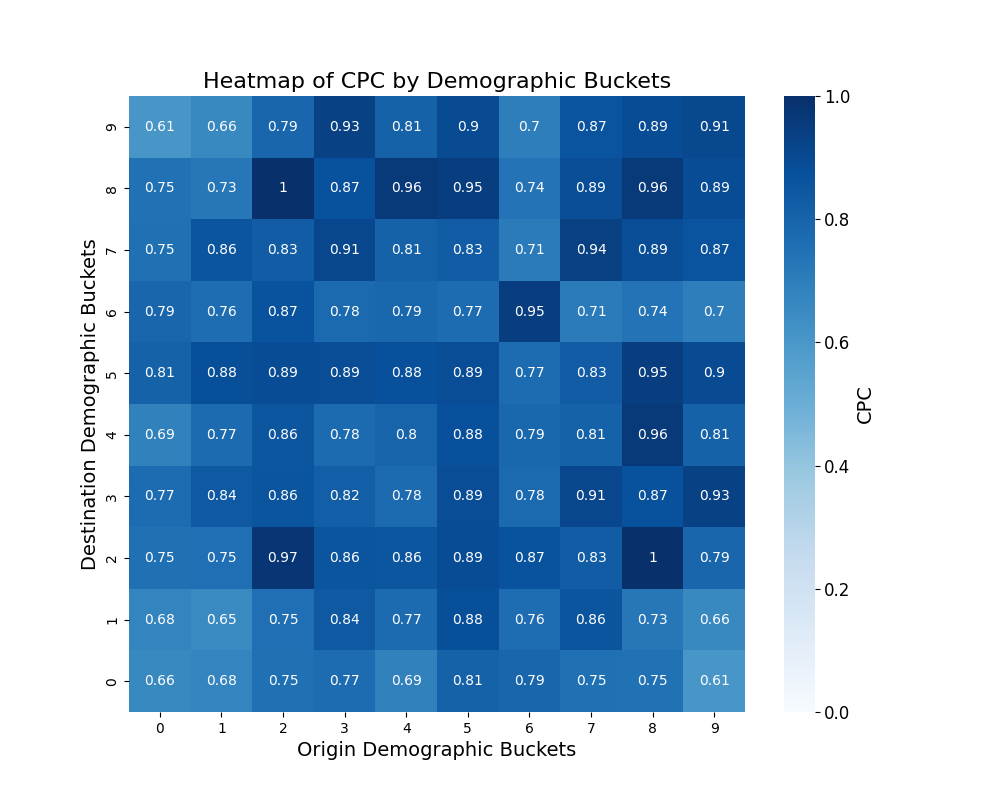 Heatmap of CPC by Demographic Buckets
Destination Demographic Buckets
9 0.61 0.66 0.79 0.93 0.81 0.9 0.7 0.87 0.89 0.91
8 0.75 0.73 1 0.87 0.96 0.95 0.74 0.89 0.96 0.89
7 0.75 0.86 0.83 0.91 0.81 0.83 0.71 0.94 0.89 0.87
6 0.79 0.76 0.87 0.78 0.79 0.77 0.95 0.71 0.74 0.7
5 0.81 0.88 0.89 0.89 0.88 0.89 0.77 0.83 0.95 0.9
4 0.69 0.77 0.86 0.78 0.8 0.88 0.79 0.81 0.96 0.81
3 0.77 0.84 0.86 0.82 0.78 0.89 0.78 0.91 0.87 0.93
2 0.75 0.75 0.97 0.86 0.86 0.89 0.87 0.83 1 0.79
1 0.68 0.65 0.75 0.84 0.77 0.88 0.76 0.86 0.73 0.66
0 0.66 0.68 0.75 0.77 0.69 0.81 0.79 0.75 0.75 0.61
0 1 2 3 4 5 6 7 8 9
Origin Demographic Buckets
1.0
0.8
0.6
0.4
0.2
0.0
CPC